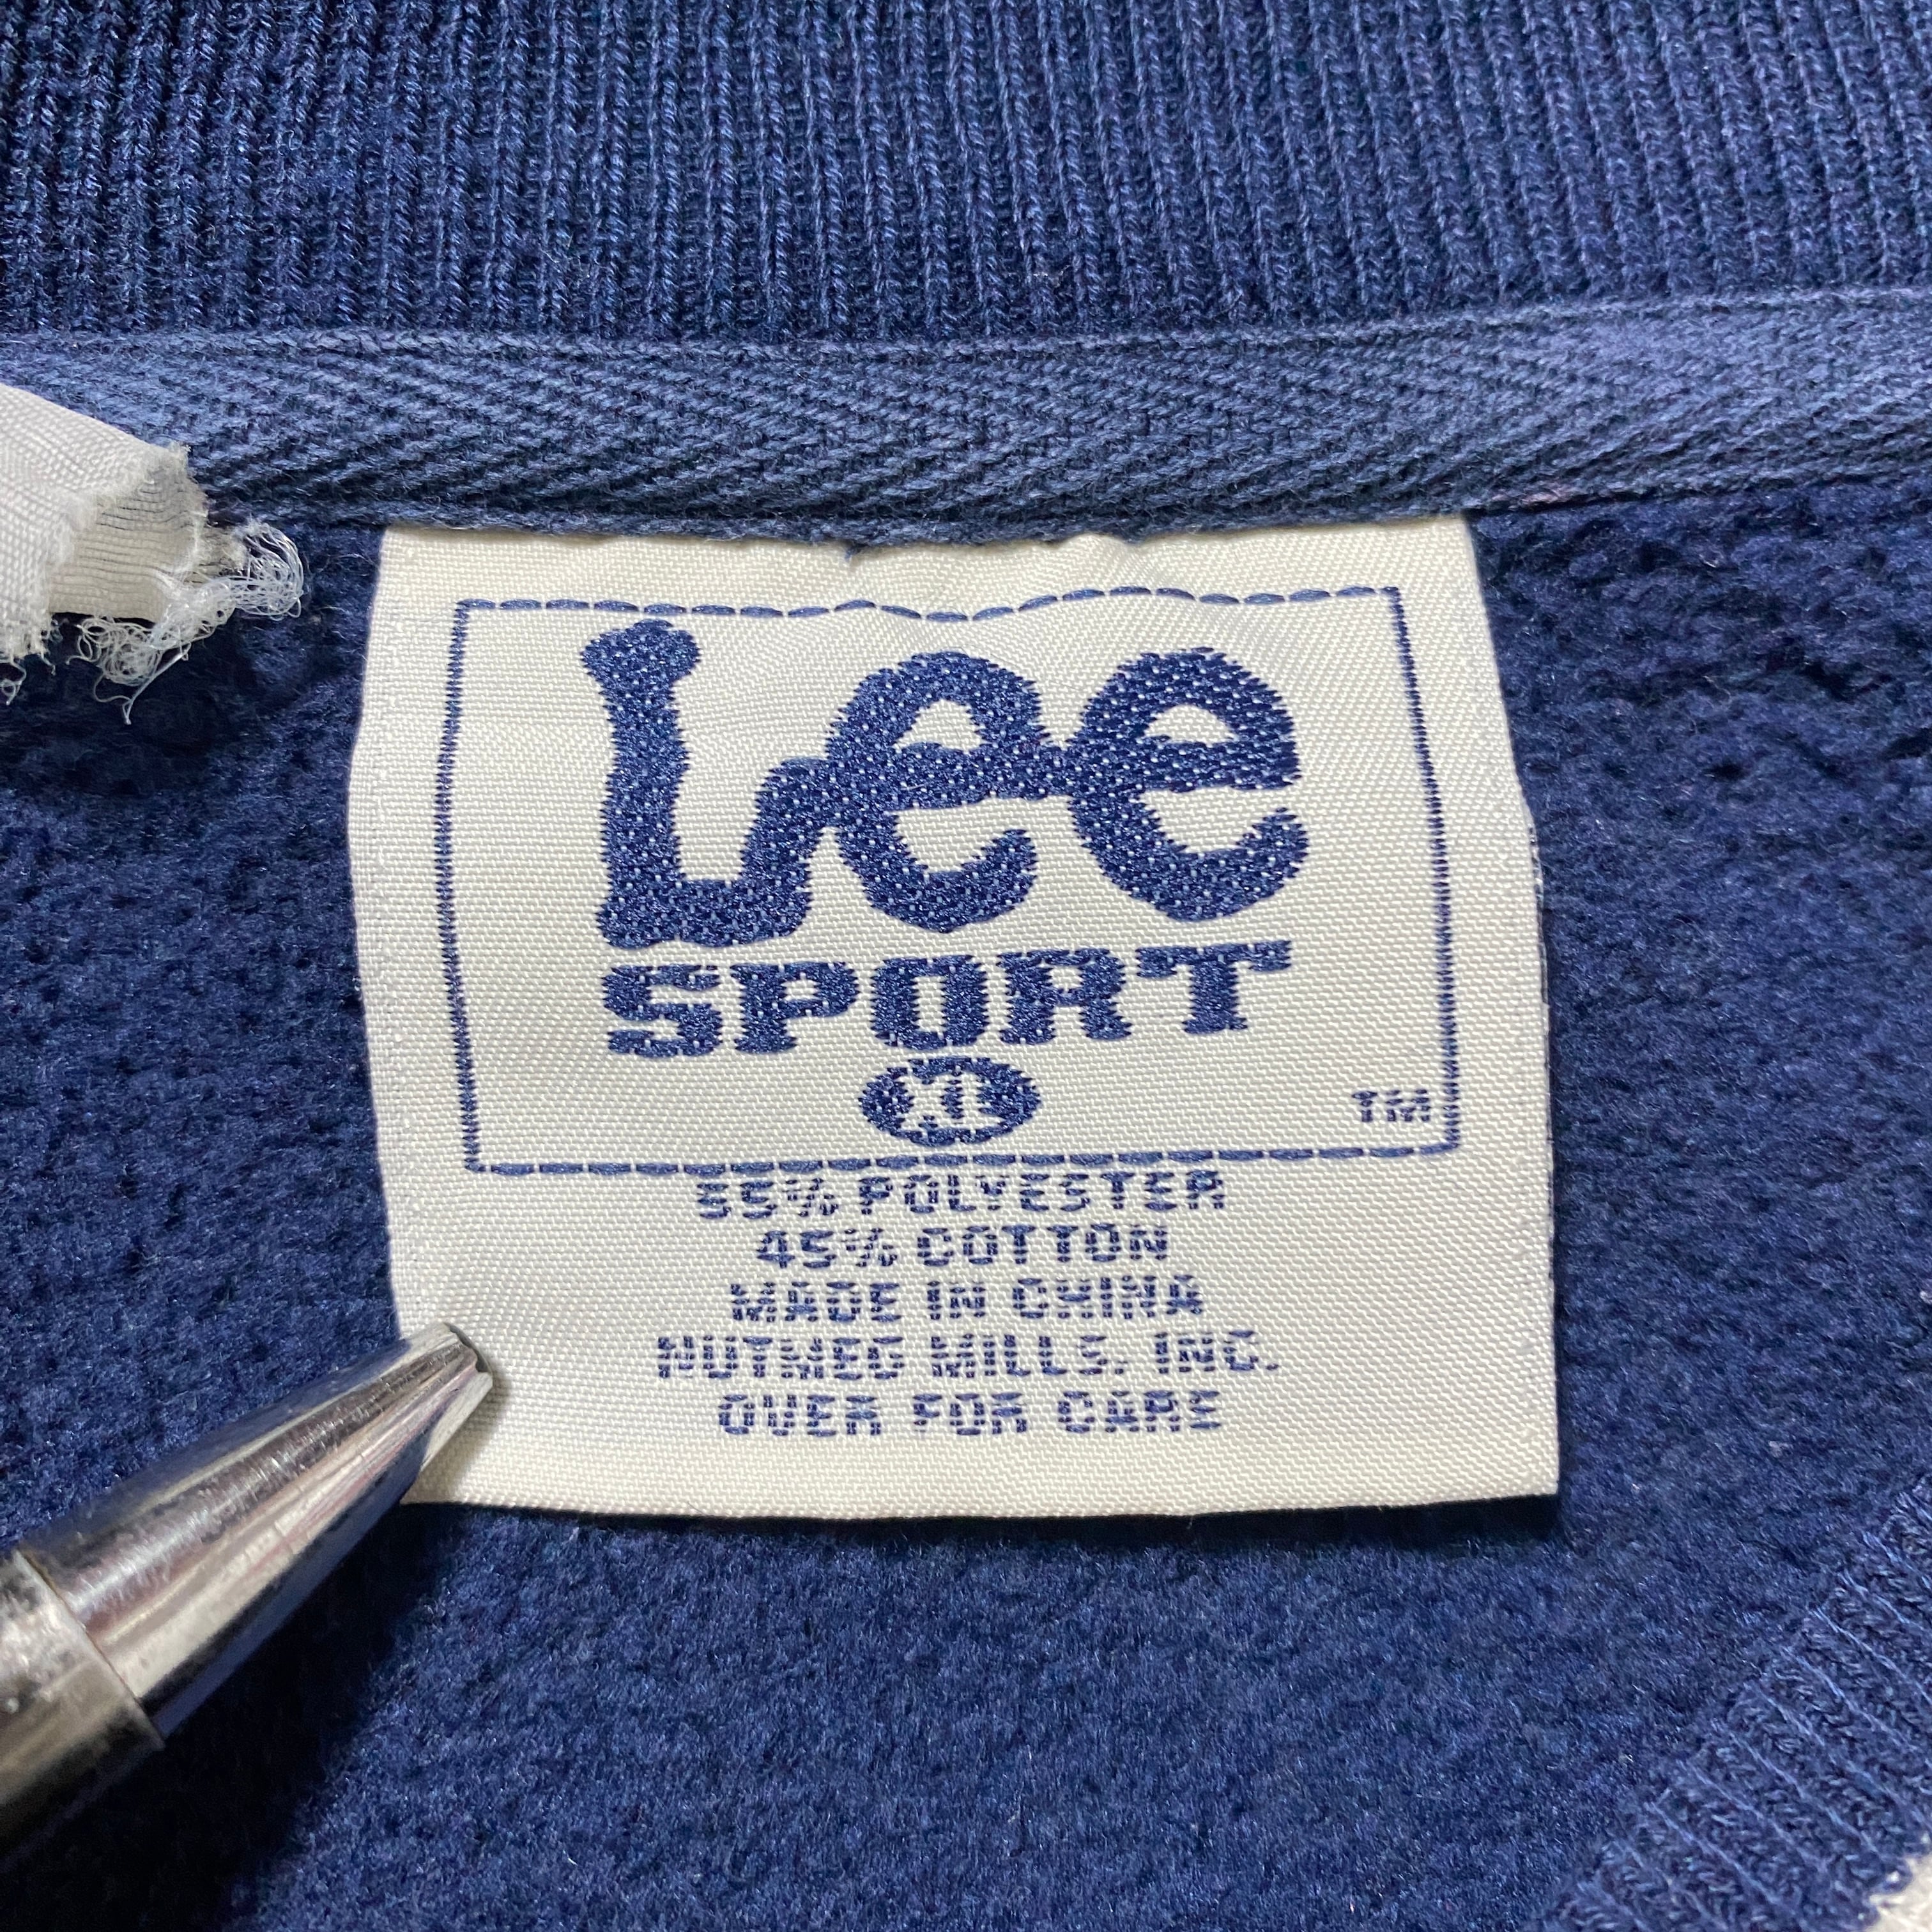 Lee
SPORT
XL
TM
55% POLYESTER
45% COTTON
MADE IN CHINA
NUTMEG MILLS, INC.
OVER FOR CARE